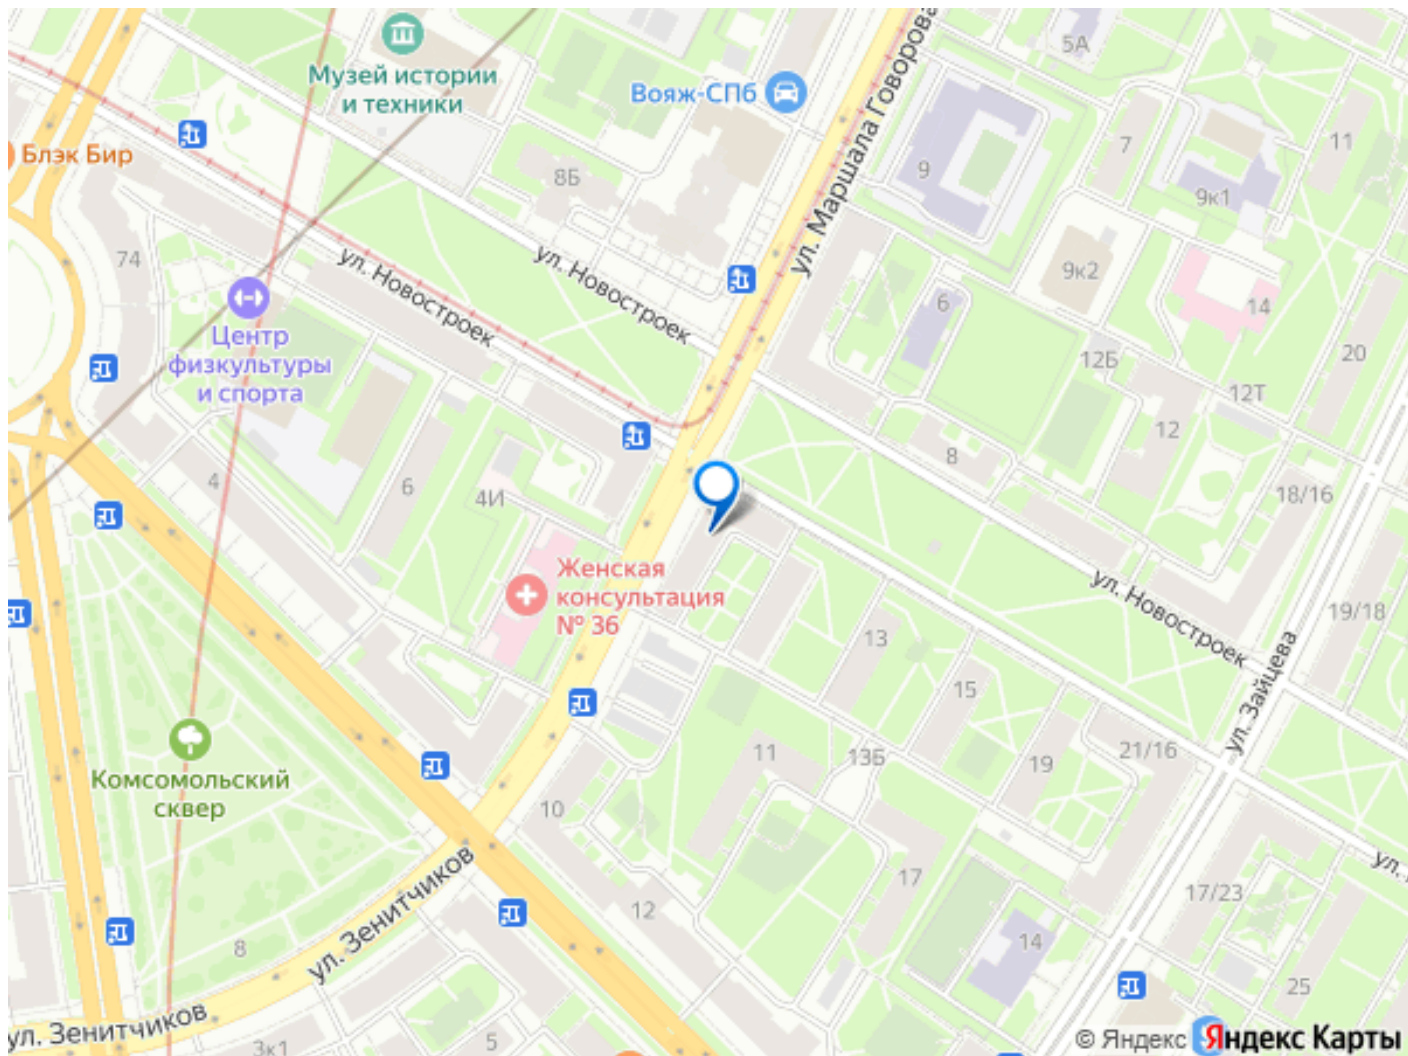 Музей истории
и техники
Вояж-СПб
ул. Маршала Говорова
5А
7
11
9
9к1
Блэк Бир
8Б
74
ул. Новостроек
ул. Новостроек
9к2
14
6
Центр
физкультуры
и спорта
12Б
20
12Т
12
8
4
6
4И
18/16
Женская
консультация
№ 36
ул. Новостроек
19/18
13
15
ул. Зайцева
Комсомольский
сквер
11
13Б
19
21/16
10
17
12
ул. Зенитчиков
17/23
14
8
25
ул. Зенитчиков
3к1
5
ул.
© Яндекс Яндекс Карты